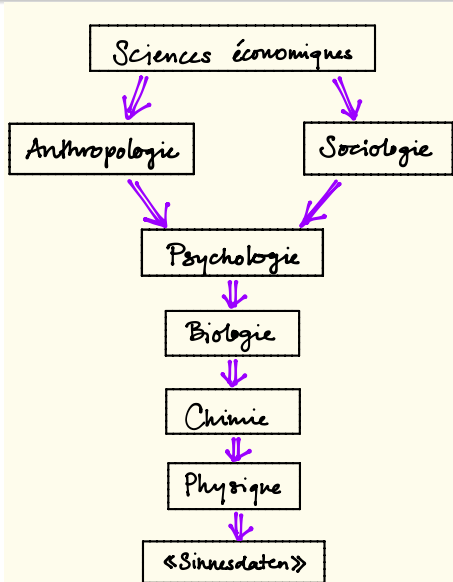 Sciences économiques
Anthropologie
Sociologie
Psychologie
Biologie
Chimie
Physique
«Sinnesdaten»